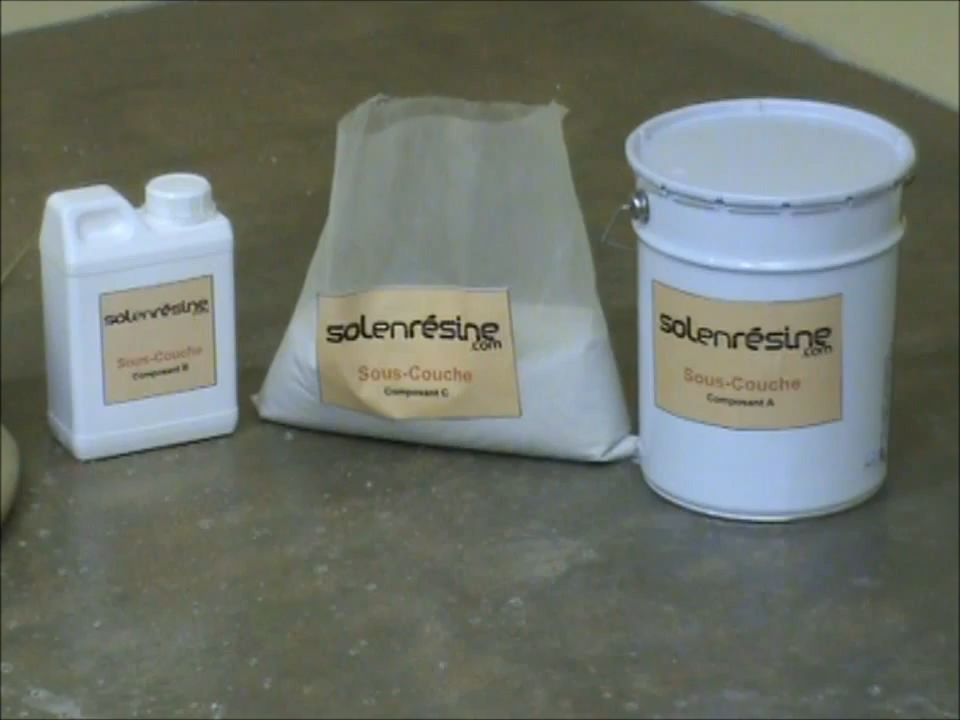 solenrésine
.com
Sous-Couche
Composant B
solenrésine
.com
Sous-Couche
Composant C
solenrésine
.com
Sous-Couche
Composant A